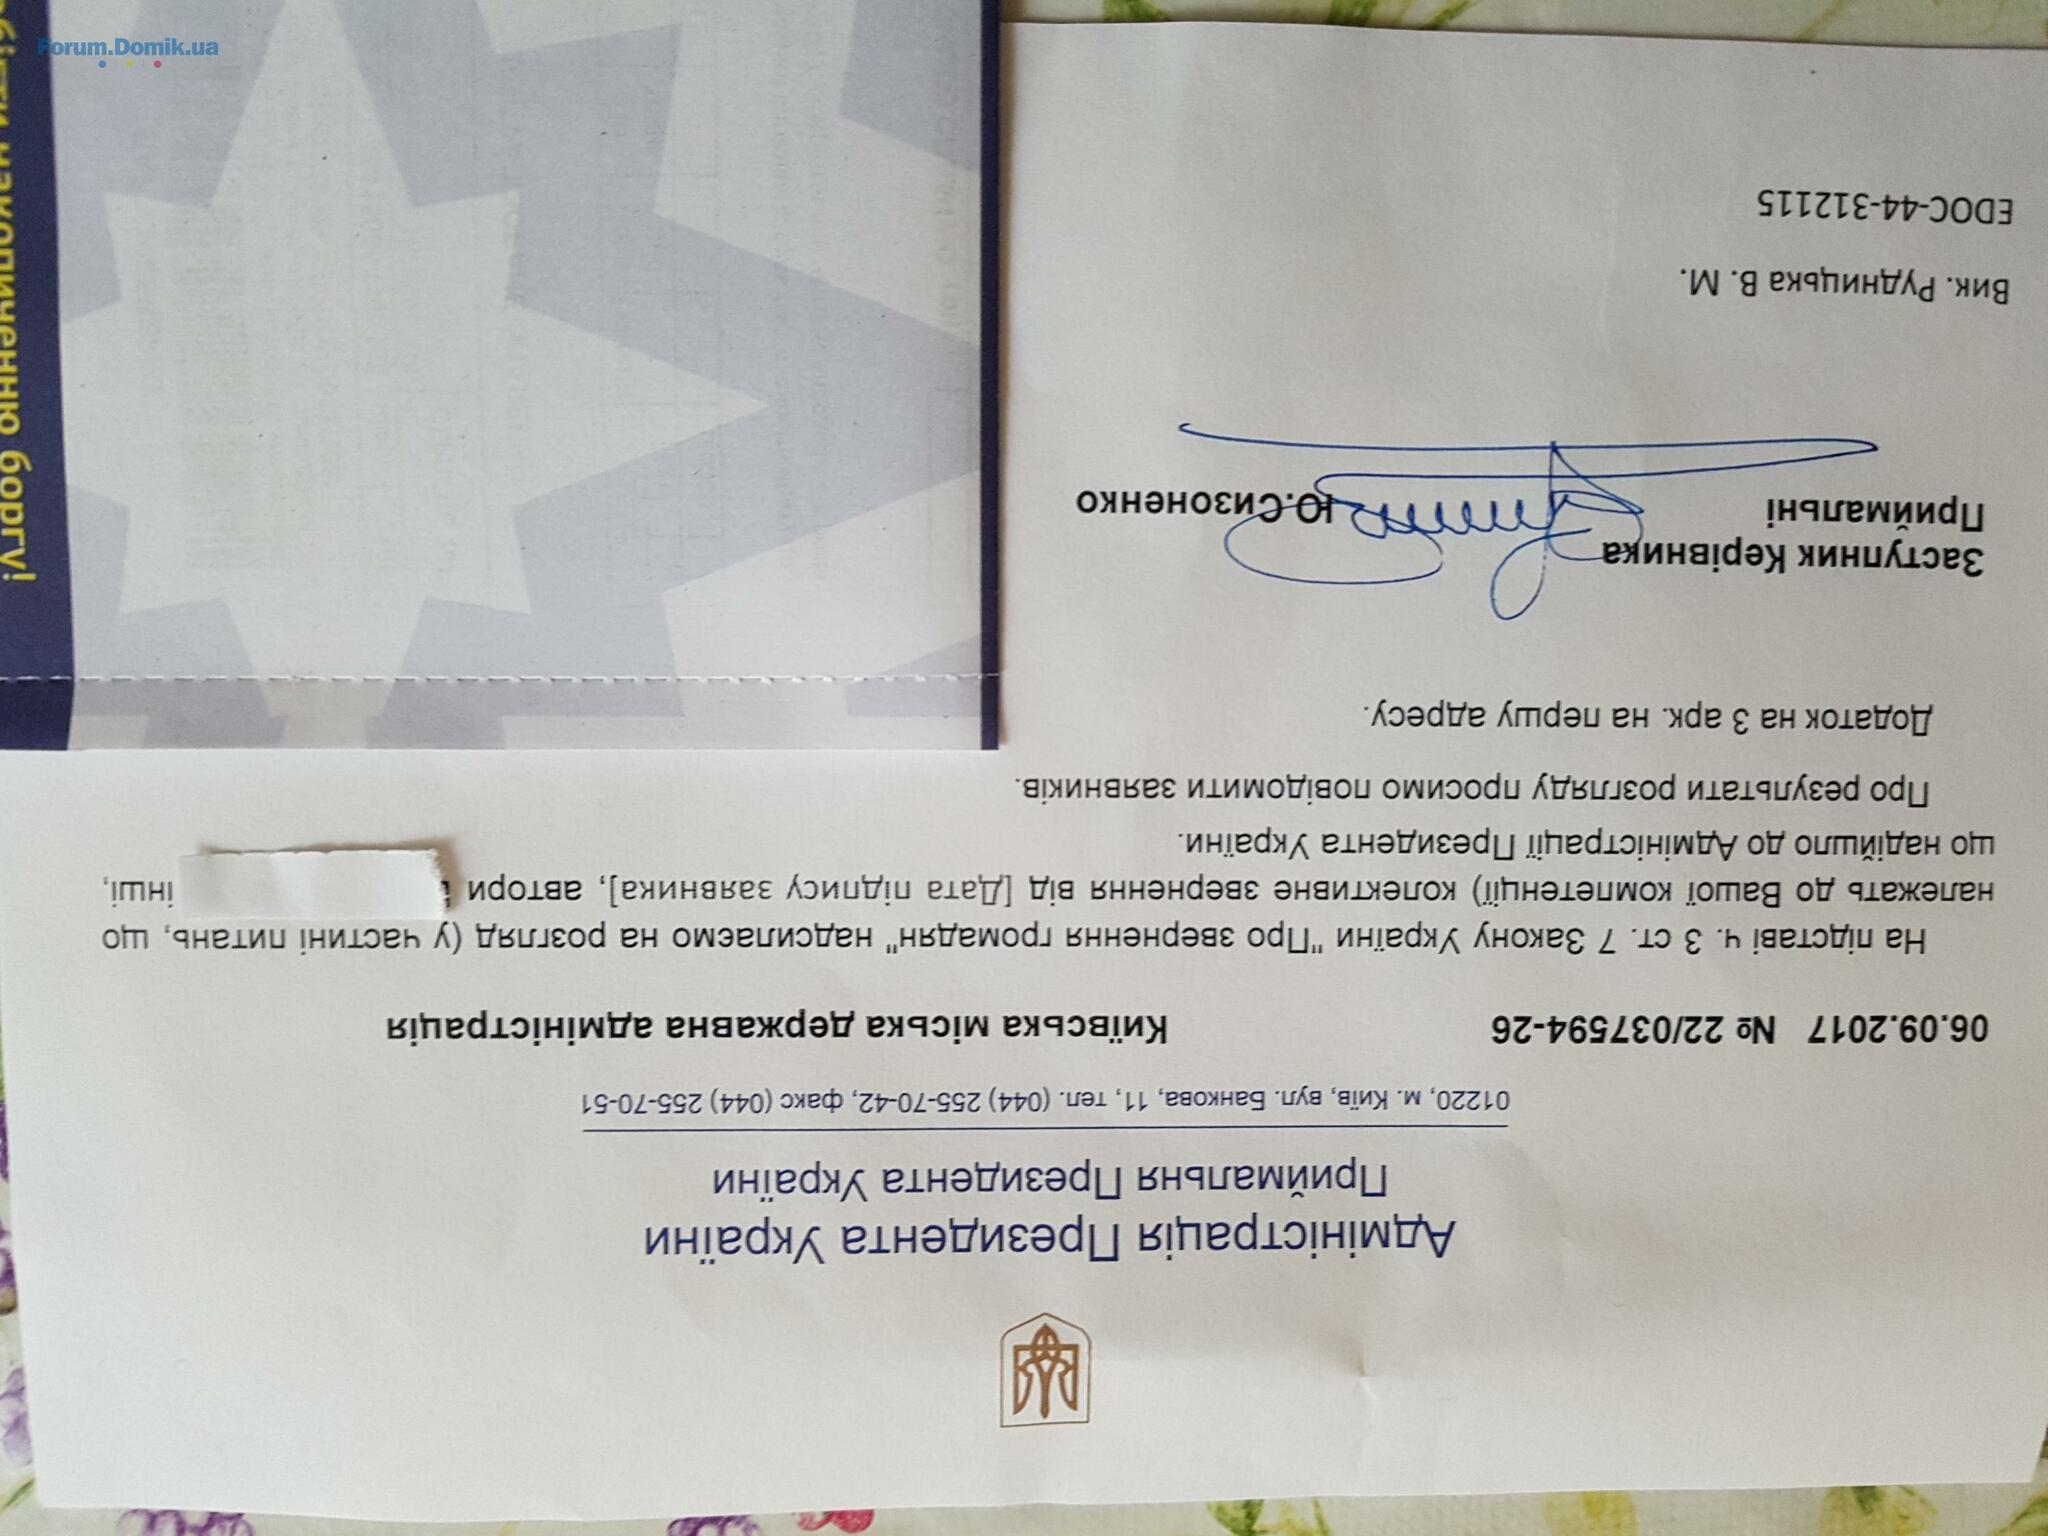 Адміністрація Президента України
Приймальня Президента України
01220, м. Київ, вул. Банкова, 11, тел. (044) 255-70-42, факс (044) 255-70-51
06.09.2017 № 22/037594-26
Київська міська державна адміністрація
На підставі ч. 3 ст. 7 Закону України "Про звернення громадян" надсилаємо на розгляд (у частині питань, що
належать до Вашої компетенції) колективне звернення від [Дата підпису заявника], автори інші,
що надійшло до Адміністрації Президента України.
Про результати розгляду просимо повідомити заявників.
Додаток на 3 арк. на першу адресу.
Заступник Керівника
Приймальні Ю.Сизоненко
Вик. Рудницька В. М.
EDOC-44-312115
накопиченню боргу!
Forum.Domik.ua